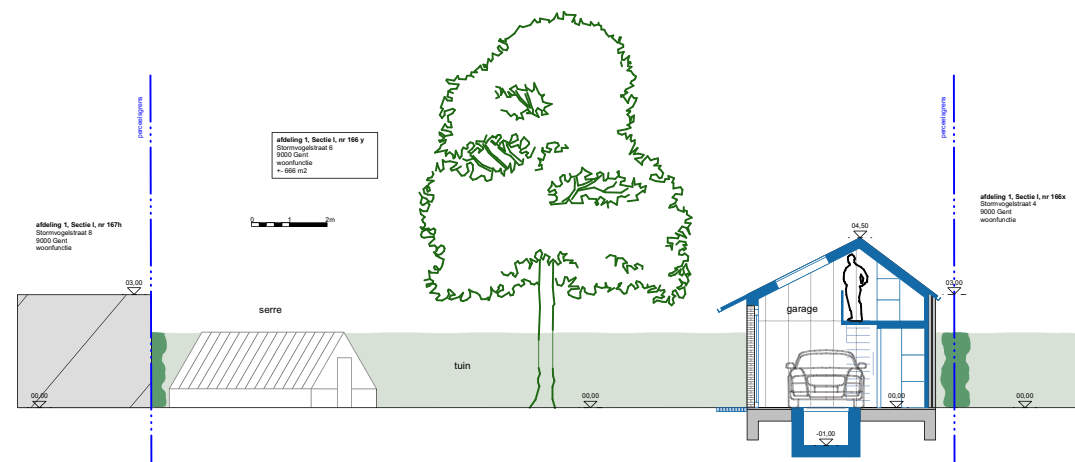 perceelsgrens
perceelsgrens
afdeling 1, Sectie I, nr 166 y
Stormvogelstraat 6
9000 Gent
woonfunctie
+- 666 m2
afdeling 1, Sectie I, nr 166x
Stormvogelstraat 4
9000 Gent
woonfunctie
afdeling 1, Sectie I, nr 167h
Stormvogelstraat 8
9000 Gent
woonfunctie
0 1 2m
04,50
03,00
03,00
serre
garage
tuin
00,00
00,00
00,00
00,00
-01,00